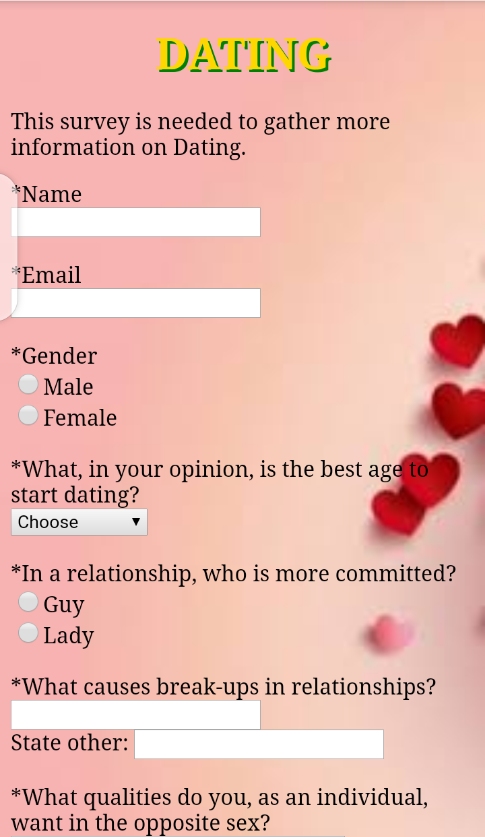 DATING
This survey is needed to gather more
information on Dating.
*Name
*Email
*Gender
Male
Female
*What, in your opinion, is the best age to
start dating?
Choose
*In a relationship, who is more committed?
Guy
Lady
*What causes break-ups in relationships?
State other:
*What qualities do you, as an individual,
want in the opposite sex?